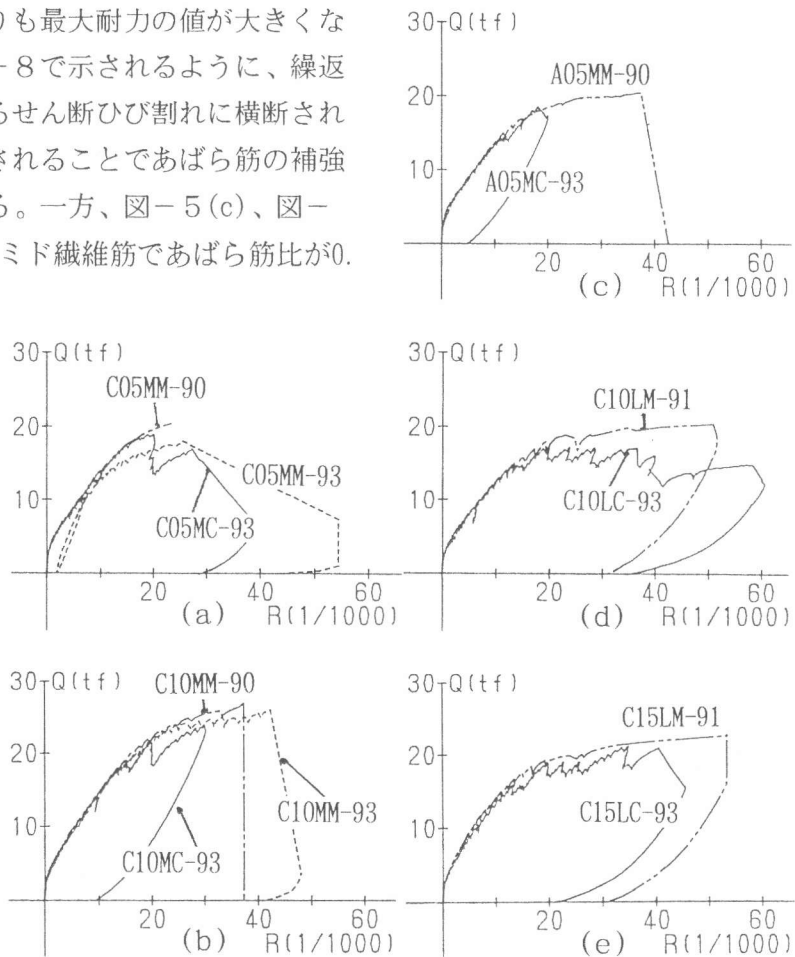 も最大耐力の値が大きくな
-8で示されるように、繰返
せん断ひび割れに横断され
されることであばら筋の補強
。一方、図-5(c)、図-
ミド繊維筋であばら筋比が0.
30 Q(tf)
A05MM-90
20
A05MC-93
10
20 40 60
(c) R(1/1000)
30 Q(tf)
C05MM-90
20
C05MM-93
10
C05MC-93
20 40 60
(a) R(1/1000)
30 Q(tf)
C10LM-91
20
C10LC-93
10
20 40 60
(d) R(1/1000)
30 Q(tf)
C10MM-90
20
C10MM-93
10
C10MC-93
20 40 60
(b) R(1/1000)
30 Q(tf)
C15LM-91
20
C15LC-93
10
20 40 60
(e) R(1/1000)